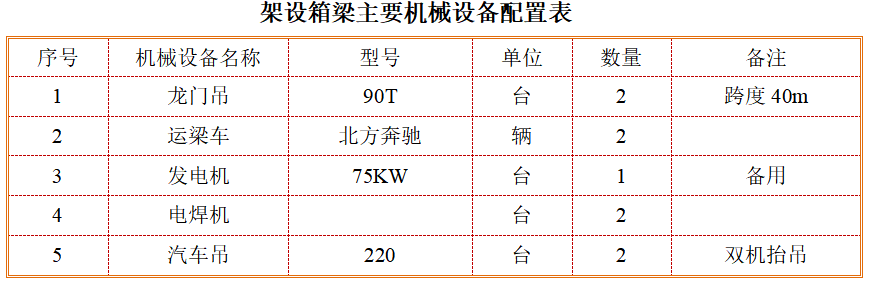 架设箱梁主要机械设备配置表
序号 机械设备名称 型号 单位 数量 备注
1 龙门吊 90T 台 2 跨度 40m
2 运梁车 北方奔驰 辆 2
3 发电机 75KW 台 1 备用
4 电焊机 台 2
5 汽车吊 220 台 2 双机抬吊